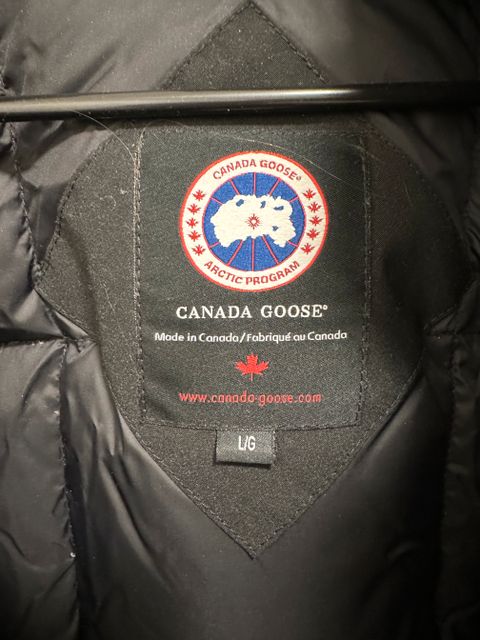 CANADA GOOSE®
ARCTIC PROGRAM
CANADA GOOSE®
Made in Canada/Fabriqué au Canada
www.canada-goose.com
L/G